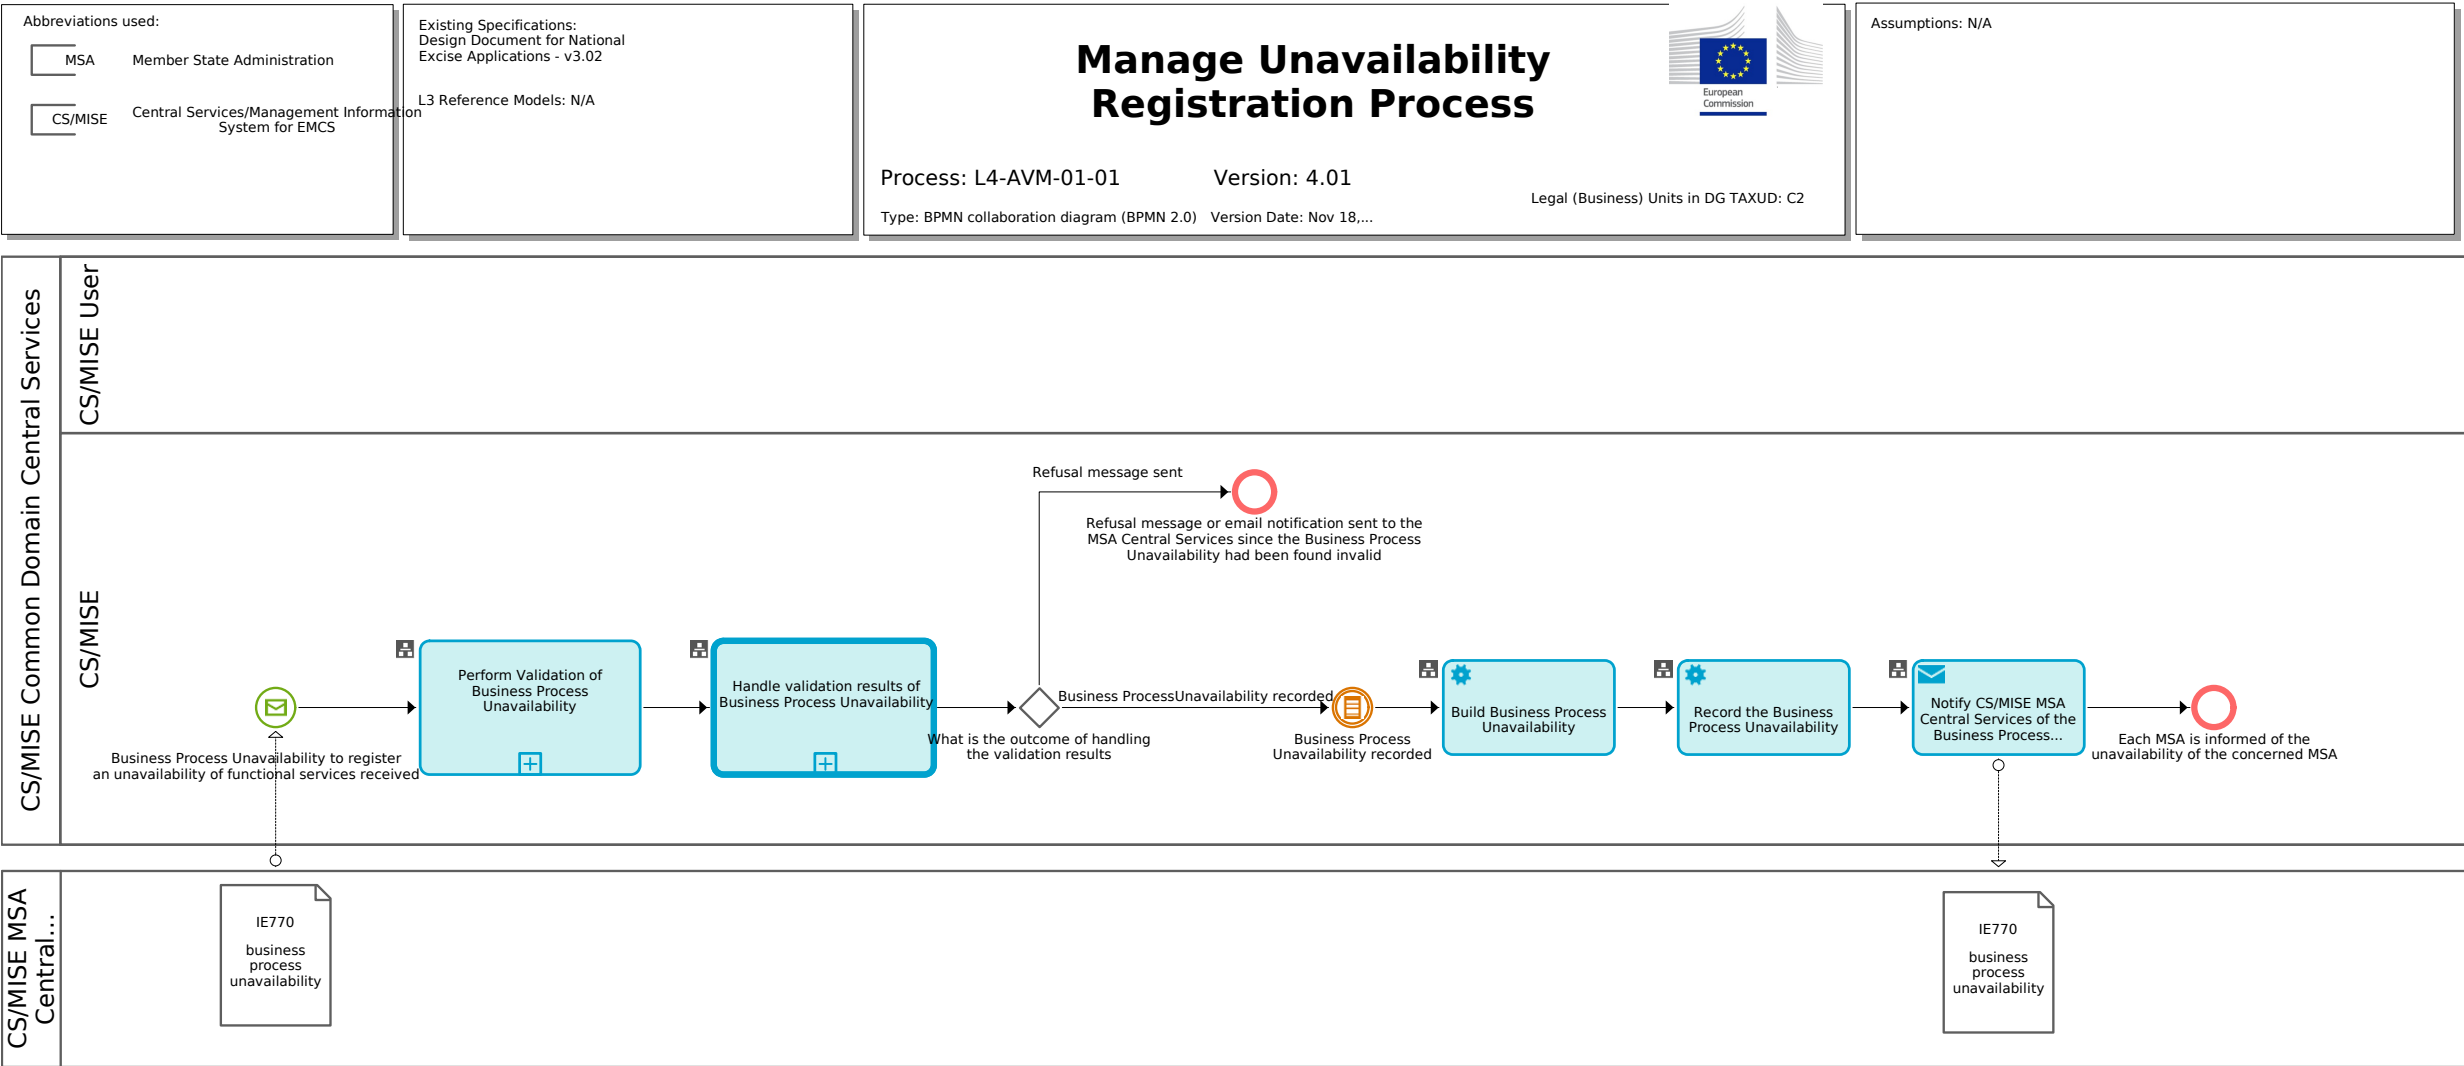 Abbreviations used:
MSA
Member State Administration
CS/MISE
Central Services/Management Information
System for EMCS
Existing Specifications:
Design Document for National
Excise Applications - v3.02
L3 Reference Models: N/A
Manage Unavailability
Registration Process
European
Commission
Process: L4-AVM-01-01
Version: 4.01
Legal (Business) Units in DG TAXUD: C2
Type: BPMN collaboration diagram (BPMN 2.0)
Version Date: Nov 18,...
Assumptions: N/A
CS/MISE Common Domain Central Services
CS/MISE User
CS/MISE
Refusal message sent
Refusal message or email notification sent to the
MSA Central Services since the Business Process
Unavailability had been found invalid
Business Process Unavailability to register
an unavailability of functional services received
Perform Validation of
Business Process
Unavailability
Handle validation results of
Business Process Unavailability
What is the outcome of handling
the validation results
Business ProcessUnavailability recorded
Business Process
Unavailability recorded
Build Business Process
Unavailability
Record the Business
Process Unavailability
Notify CS/MISE MSA
Central Services of the
Business Process...
Each MSA is informed of the
unavailability of the concerned MSA
CS/MISE MSA
Central...
IE770
business
process
unavailability
IE770
business
process
unavailability